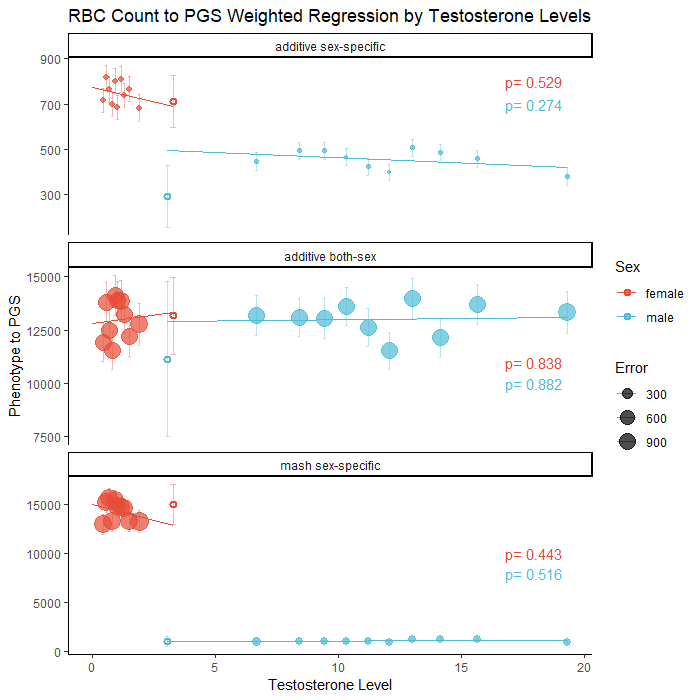 RBC Count to PGS Weighted Regression by Testosterone Levels
additive sex-specific
900
700
500
300
p= 0.529
p= 0.274
additive both-sex
15000
12500
10000
7500
p= 0.838
p= 0.882
mash sex-specific
15000
10000
5000
0
p= 0.443
p= 0.516
0 5 10 15 20
Testosterone Level
Phenotype to PGS
Sex
female
male
Error
300
600
900